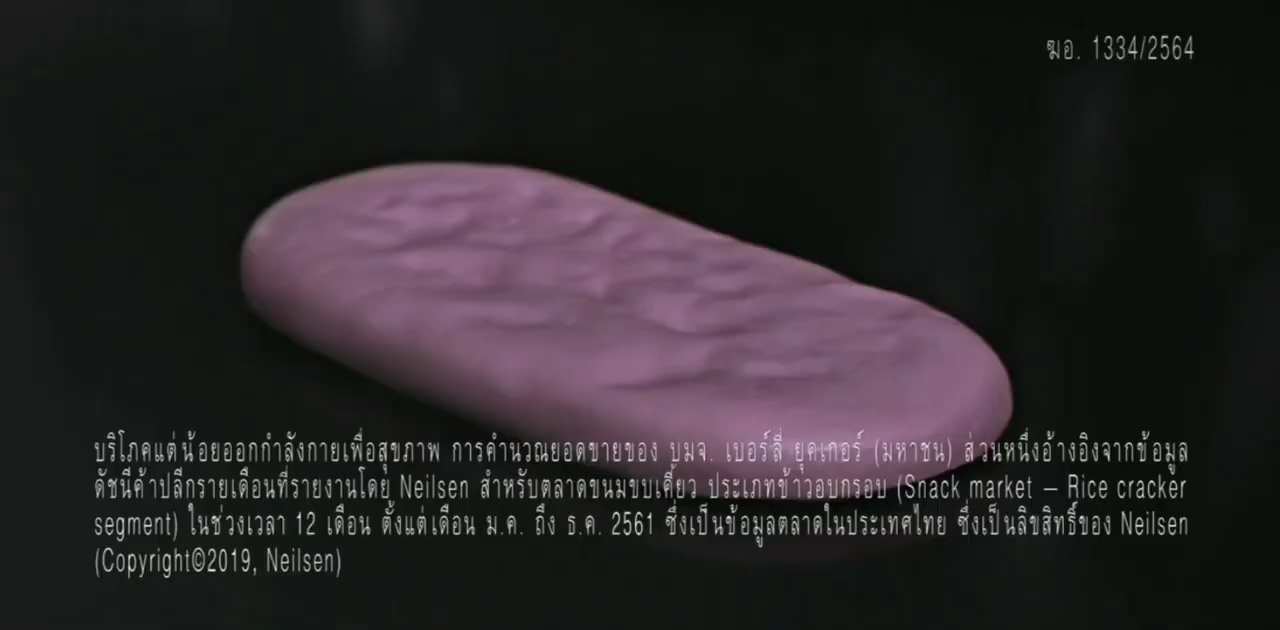 ฆอ. 1334/2564
บริโภคแต่น้อยออกกำลังกายเพื่อสุขภาพ การคำนวณยอดขายของ บมจ. เบอร์ลี่ ยุคเกอร์ (มหาชน) ส่วนหนึ่งอ้างอิงจากข้อมูล
ดัชนีค้าปลีกรายเดือนที่รายงานโดย Neilsen สำหรับตลาดขนมขบเคี้ยว ประเภทข้าวอบกรอบ (Snack market – Rice cracker
segment) ในช่วงเวลา 12 เดือน ตั้งแต่เดือน ม.ค. ถึง ธ.ค. 2561 ซึ่งเป็นข้อมูลตลาดในประเทศไทย ซึ่งเป็นลิขสิทธิ์ของ Neilsen
(Copyright©2019, Neilsen)